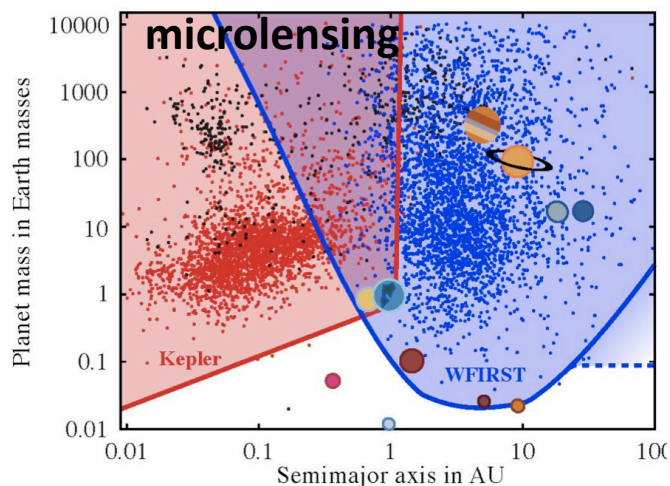 microlensing
10000
1000
100
10
1
0.1
0.01
Planet mass in Earth masses
Kepler
WFIRST
0.01 0.1 1 10 100
Semimajor axis in AU